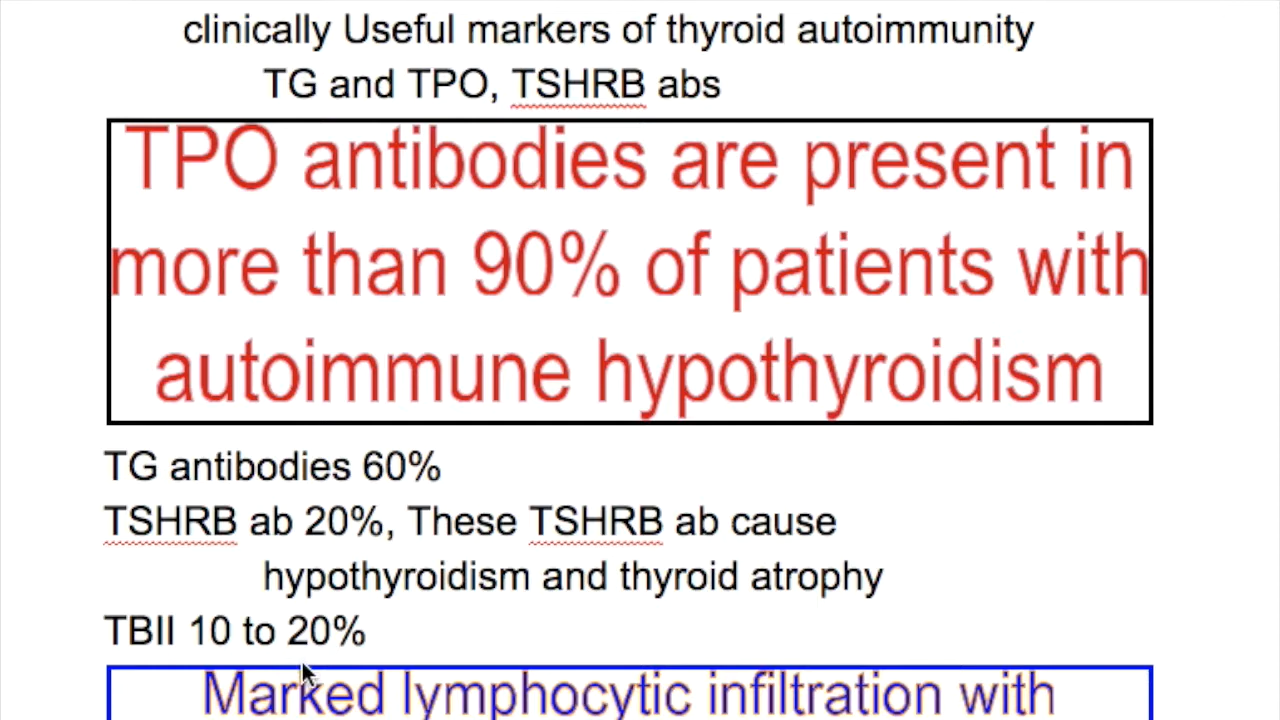 clinically Useful markers of thyroid autoimmunity
TG and TPO, TSHRB abs
TPO antibodies are present in
more than 90% of patients with
autoimmune hypothyroidism
TG antibodies 60%
TSHRB ab 20%, These TSHRB ab cause
hypothyroidism and thyroid atrophy
TBII 10 to 20%
Marked lymphocytic infiltration with